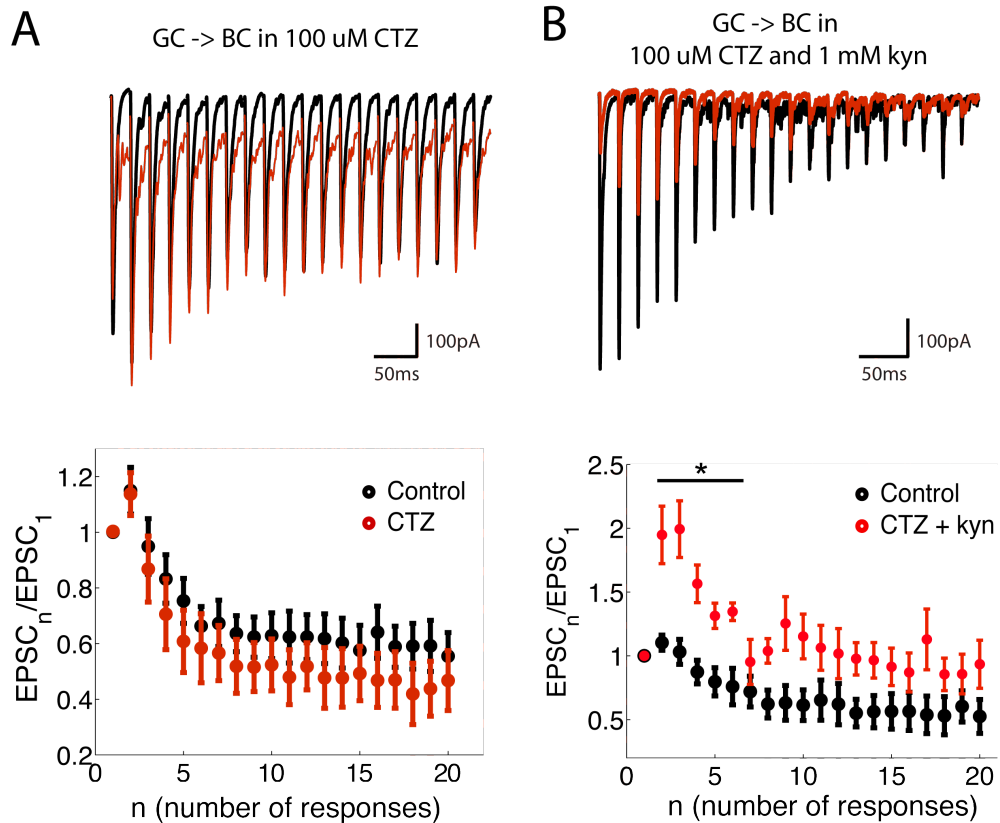 A
GC -> BC in 100 uM CTZ
100pA
50ms
EPSCn/EPSC1
1.2
1
0.8
0.6
0.4
0.2
Control
CTZ
0
5
10
15
20
n (number of responses)
B
GC -> BC in
100 uM CTZ and 1 mM kyn
100pA
50ms
EPSCn/EPSC1
2.5
2
1.5
1
0.5
*
Control
CTZ + kyn
0
5
10
15
20
n (number of responses)